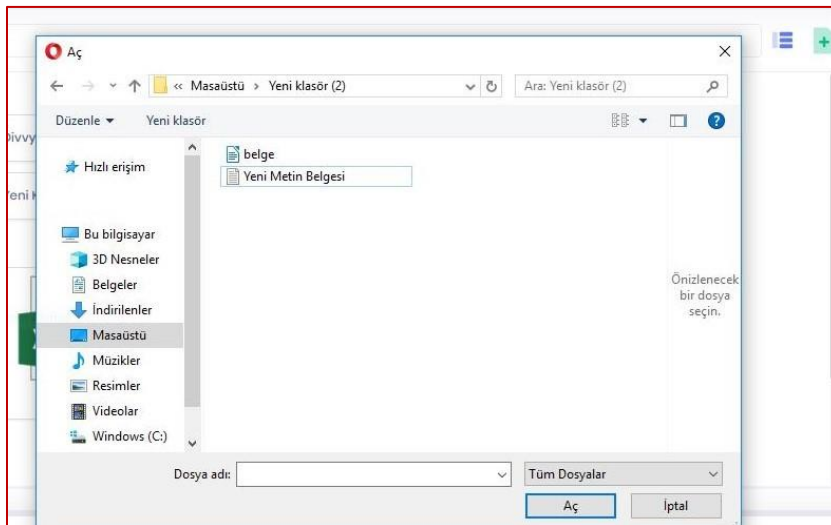 Aç
« Masaüstü > Yeni klasör (2)
Ara: Yeni klasör (2)
Düzenle
Yeni klasör
Hızlı erişim
Bu bilgisayar
3D Nesneler
Belgeler
İndirilenler
Masaüstü
Müzikler
Resimler
Videolar
Windows (C:)
belge
Yeni Metin Belgesi
Önizlenecek
bir dosya
seçin.
Dosya adı:
Tüm Dosyalar
Aç
İptal